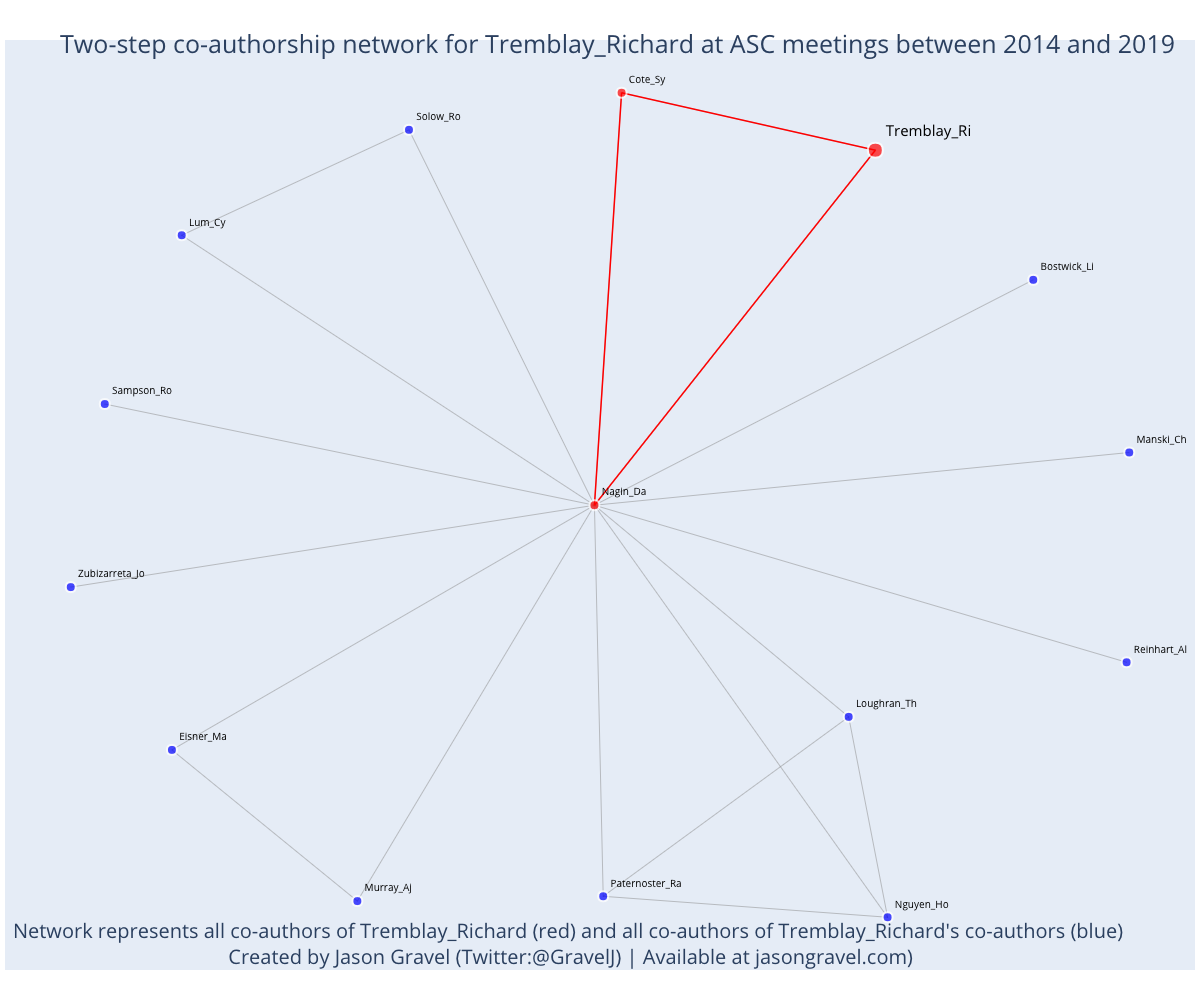 Two-step co-authorship network for Tremblay_Richard at ASC meetings between 2014 and 2019
Cote_Sy
Solow_Ro
Tremblay_Ri
Lum_Cy
Bostwick_Li
Sampson_Ro
Manski_Ch
Nagin_Da
Zubizarreta_Jo
Reinhart_Al
Loughran_Th
Eisner_Ma
Murray_Aj
Paternoster_Ra
Nguyen_Ho
Network represents all co-authors of Tremblay_Richard (red) and all co-authors of Tremblay_Richard's co-authors (blue)
Created by Jason Gravel (Twitter:@GravelJ) | Available at jasongravel.com)